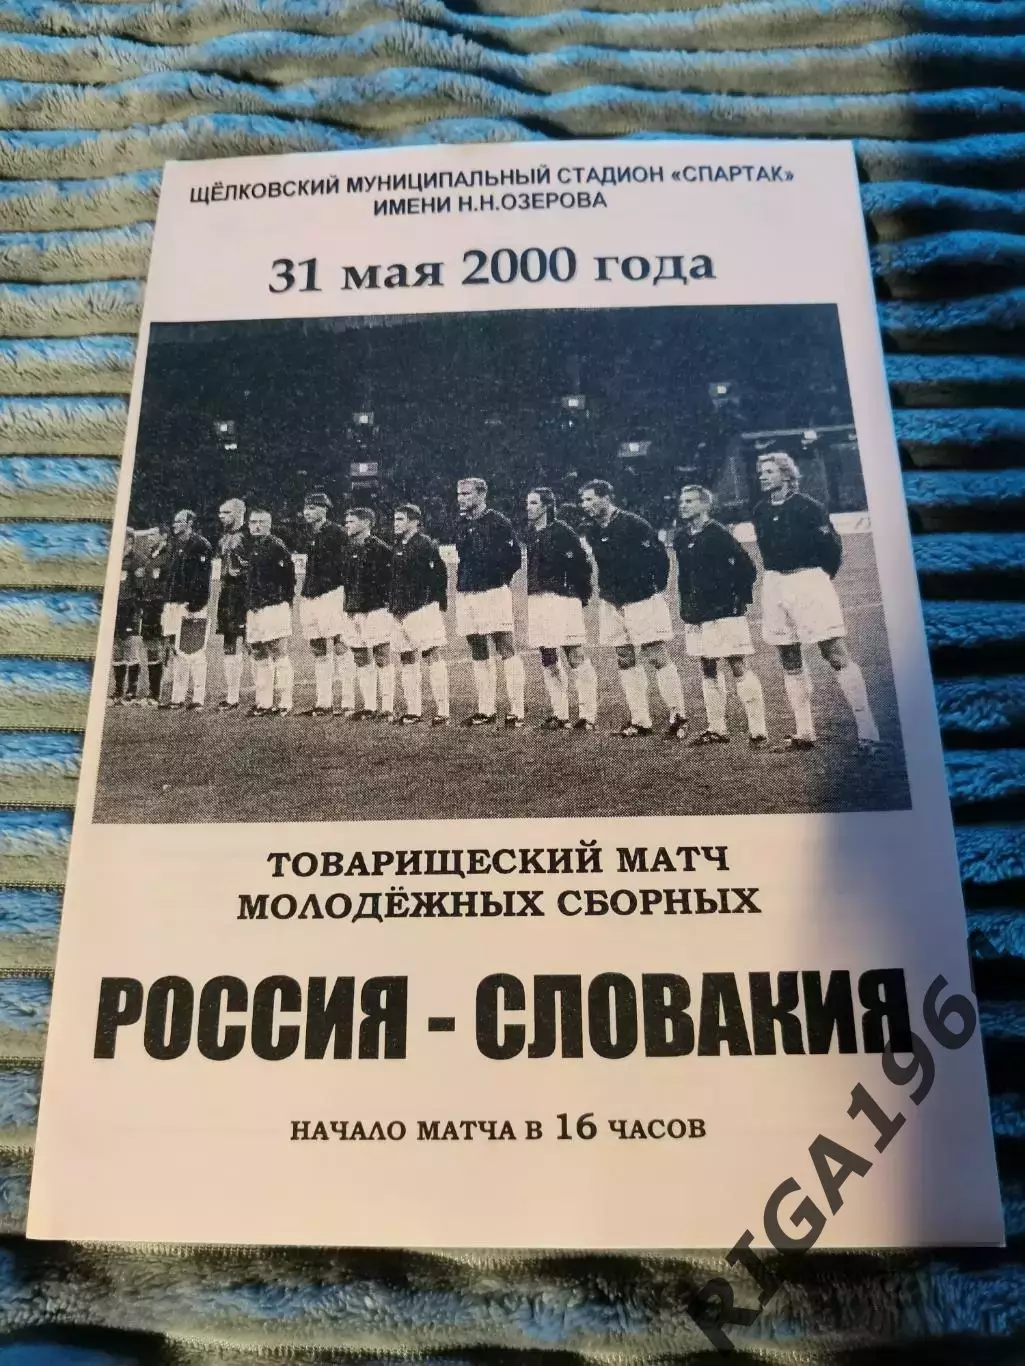 ЩЁЛКОВСКИЙ МУНИЦИПАЛЬНЫЙ СТАДИОН «СПАРТАК»
ИМЕНИ Н.Н.ОЗЕРОВА
31 мая 2000 года
ТОВАРИЩЕСКИЙ МАТЧ
МОЛОДЁЖНЫХ СБОРНЫХ
РОССИЯ - СЛОВАКИЯ
НАЧАЛО МАТЧА В 16 ЧАСОВ